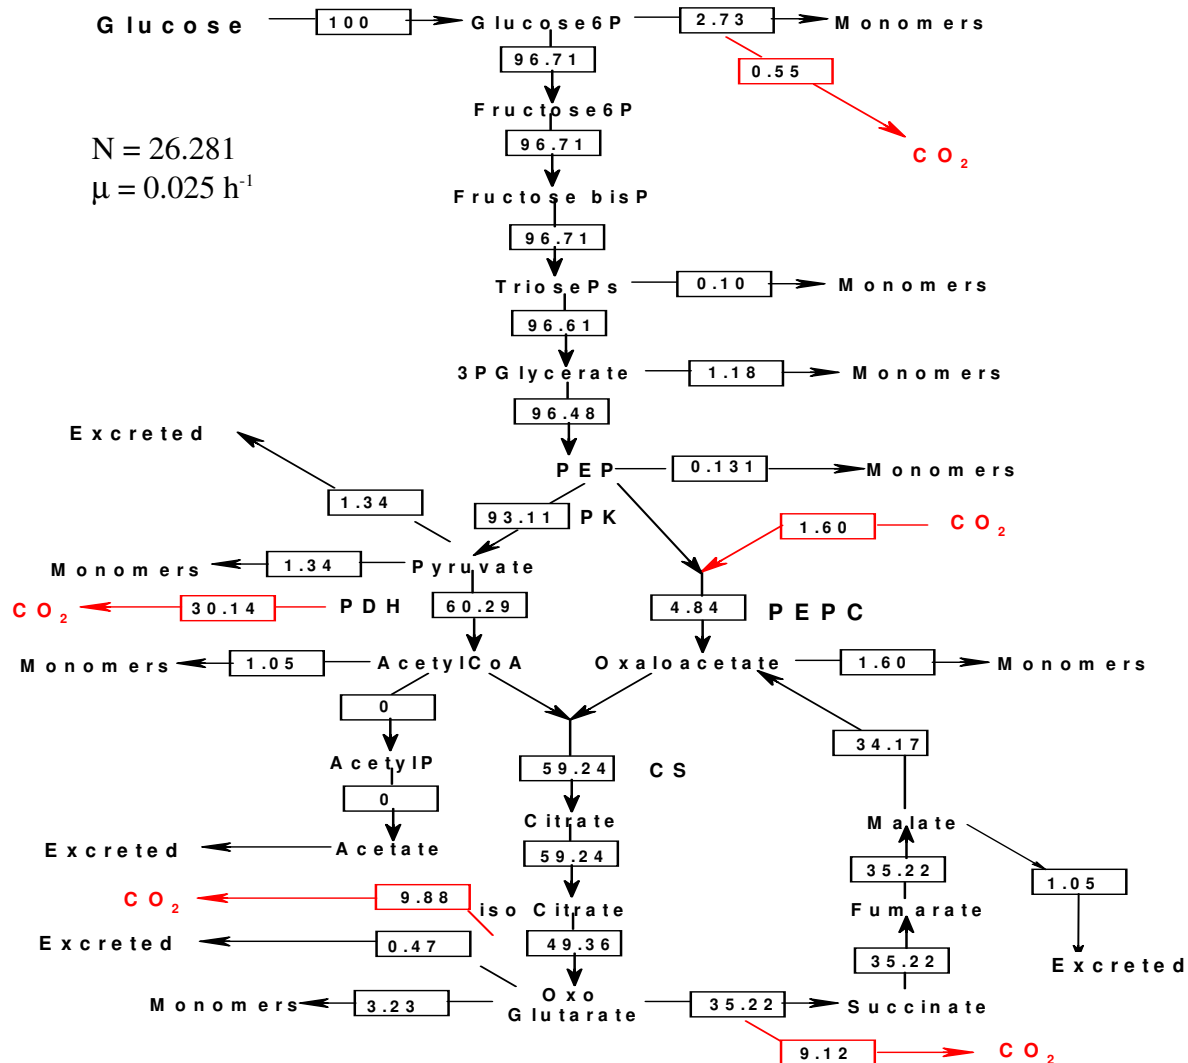 Glucose 100 Glucose6P 2.73 Monomers
96.71 0.55
Fructose6P
N = 26.281 96.71 CO₂
μ = 0.025 h⁻¹
Fructose bisP
96.71
TriosePs 0.10 Monomers
96.61
3PGlycerate 1.18 Monomers
96.48
Excreted
PEP 0.131 Monomers
1.34 93.11 PK 1.60 CO₂
Monomers 1.34 Pyruvate
CO₂ 30.14 PDH 60.29 4.84 PEPC
Monomers 1.05 AcetylCoA Oxaloacetate 1.60 Monomers
0
34.17
AcetylP 59.24 CS
0
Citrate Malate
Excreted Acetate 59.24
35.22 1.05
CO₂ 9.88 iso Citrate Fumarate
Excreted 0.47 49.36
35.22 Excreted
Monomers 3.23 Oxo
Glutarate 35.22 Succinate
9.12 CO₂